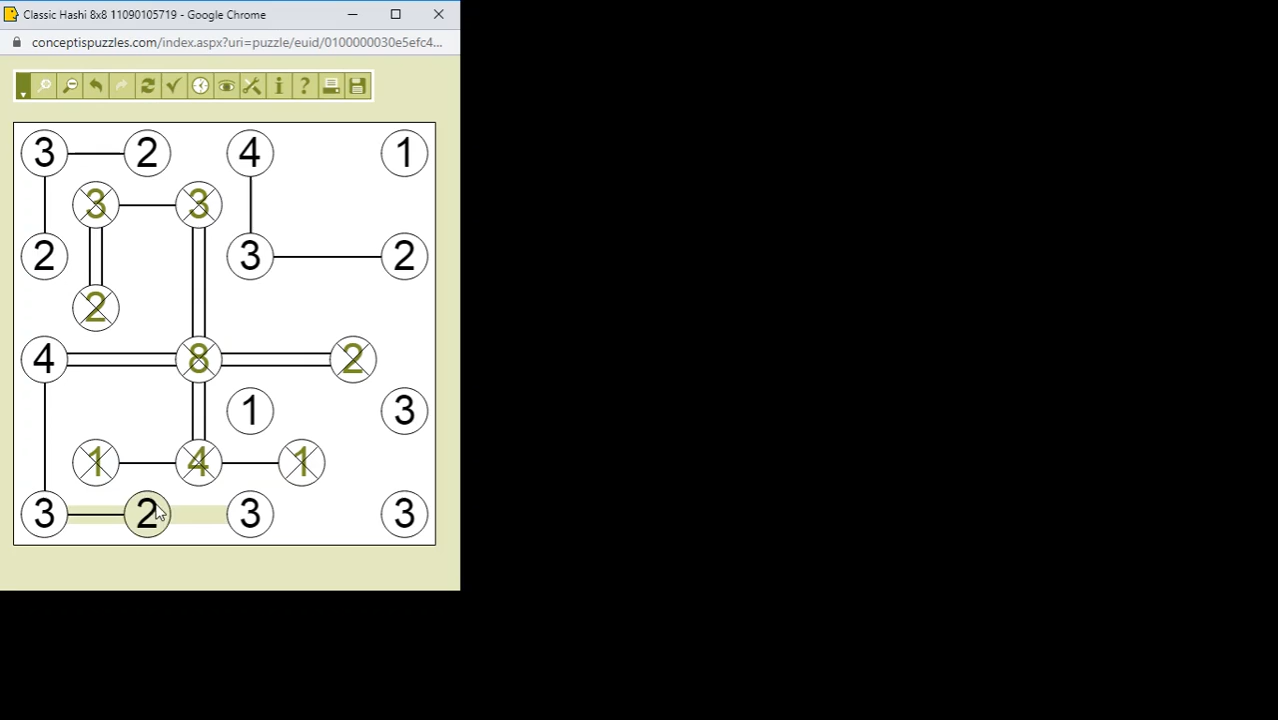 Classic Hashi 8x8 11090105719 - Google Chrome
conceptispuzzles.com/index.aspx?uri=puzzle/euid/0100000030e5efc4...
3 2 4 1
3 3
2 3 2
2
4 8 2
1 3
1 4 1
3 2 3 3